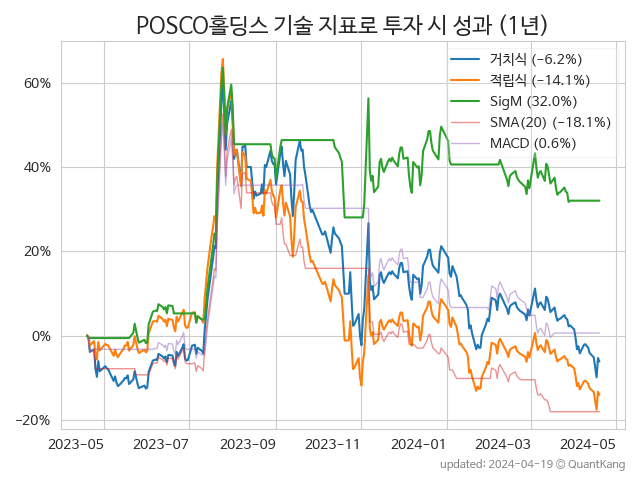 POSCO홀딩스 기술 지표로 투자 시 성과 (1년)
거치식 (−6.2%)
적립식 (−14.1%)
SigM (32.0%)
SMA(20) (−18.1%)
MACD (0.6%)
60%
40%
20%
0%
−20%
2023-05 2023-07 2023-09 2023-11 2024-01 2024-03 2024-05
updated: 2024-04-19 © QuantKang